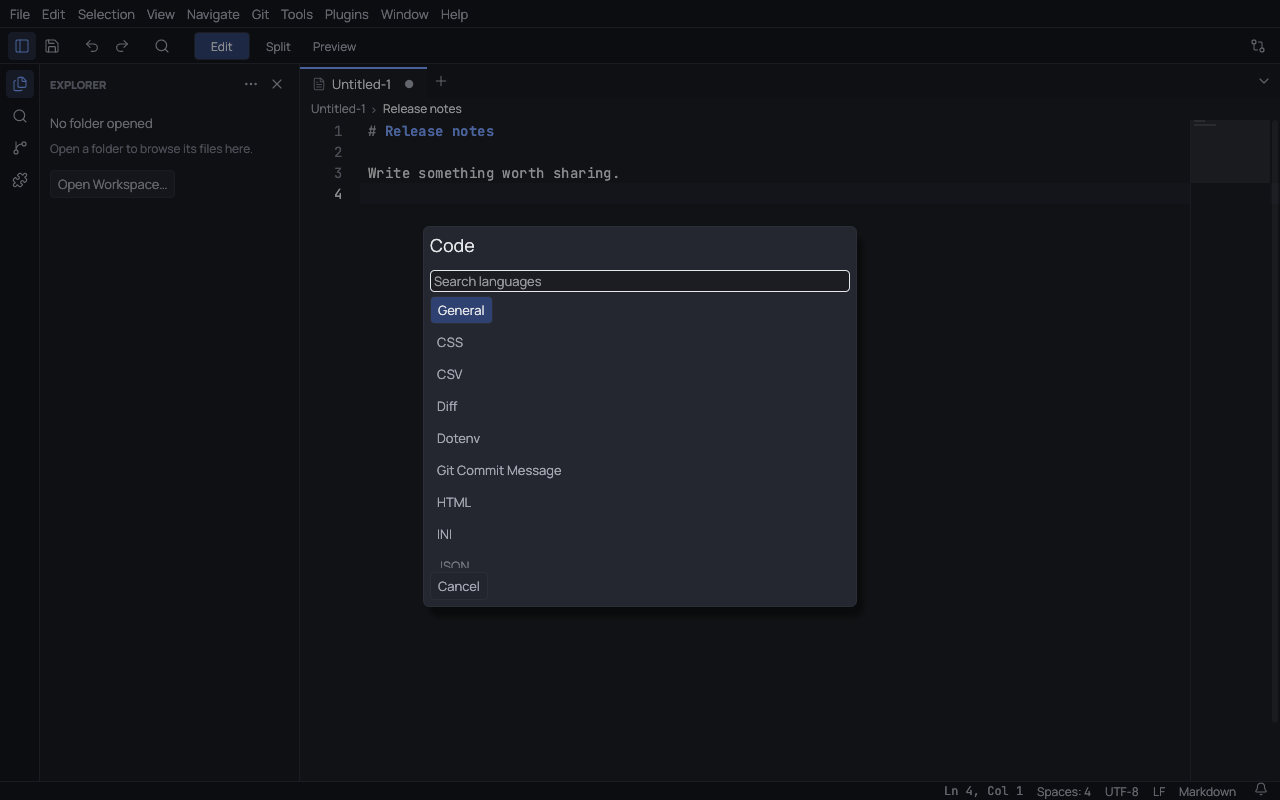 File Edit Selection View Navigate Git Tools Plugins Window Help
Edit Split Preview
EXPLORER
No folder opened
Open a folder to browse its files here.
Open Workspace...
Untitled-1
Untitled-1 › Release notes
1 # Release notes
2
3 Write something worth sharing.
4
Code
Search languages
General
CSS
CSV
Diff
Dotenv
Git Commit Message
HTML
INI
JSON
Cancel
Ln 4, Col 1 Spaces: 4 UTF-8 LF Markdown